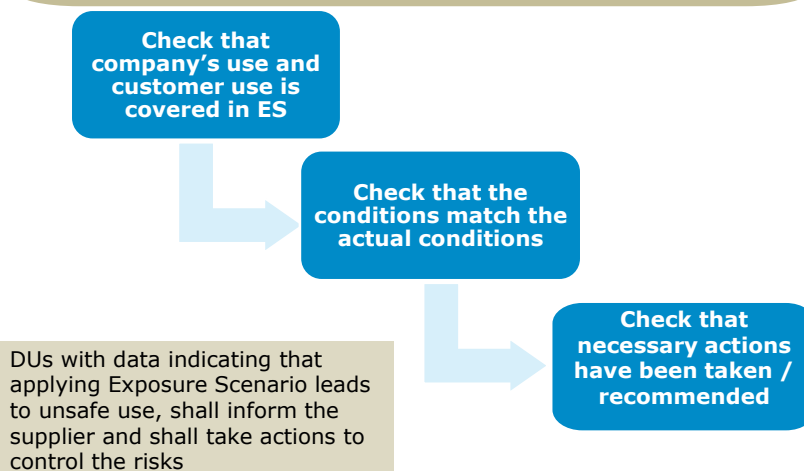 Check that
company's use and
customer use is
covered in ES
Check that the
conditions match the
actual conditions
Check that
necessary actions
have been taken /
recommended
DUs with data indicating that
applying Exposure Scenario leads
to unsafe use, shall inform the
supplier and shall take actions to
control the risks